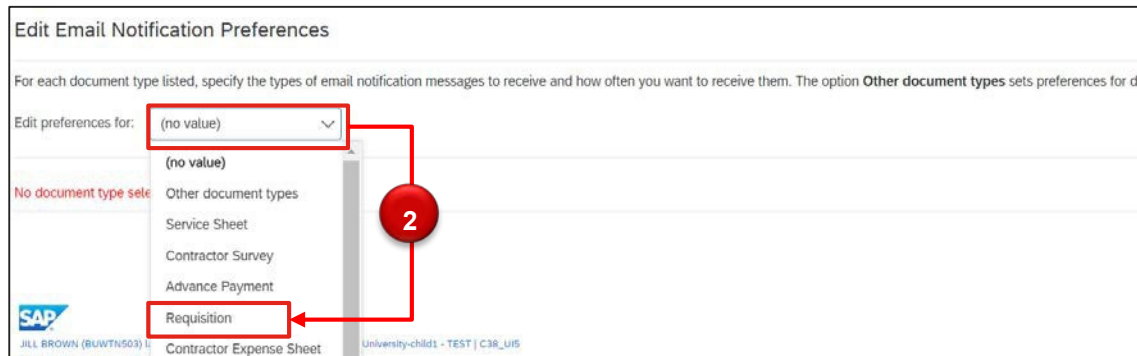 Edit Email Notification Preferences
For each document type listed, specify the types of email notification messages to receive and how often you want to receive them. The option Other document types sets preferences for d
Edit preferences for: (no value)
(no value)
No document type sele
Other document types
Service Sheet
2
Contractor Survey
Advance Payment
SAP
Requisition
JILL BROWN (BUWTN503) l
Contractor Expense Sheet
University-child1 - TEST | C38_UI5